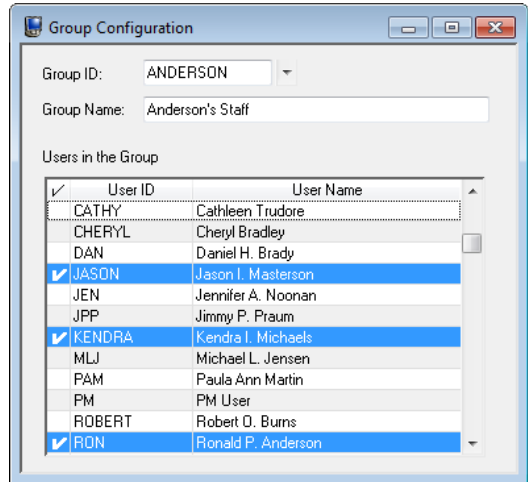 Group Configuration
Group ID: ANDERSON
Group Name: Anderson's Staff
Users in the Group
✓ User ID User Name
CATHY Cathleen Trudore
CHERYL Cheryl Bradley
DAN Daniel H. Brady
✓ JASON Jason I. Masterson
JEN Jennifer A. Noonan
JPP Jimmy P. Praum
✓ KENDRA Kendra I. Michaels
MLJ Michael L. Jensen
PAM Paula Ann Martin
PM PM User
ROBERT Robert O. Burns
✓ RON Ronald P. Anderson